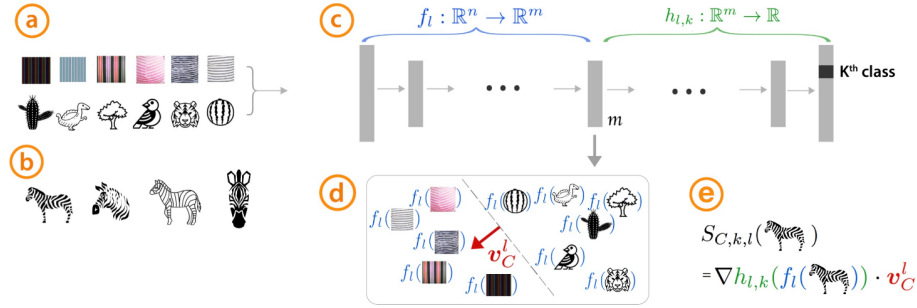 a
b
c
f_l : ℝ^n → ℝ^m
h_{l,k} : ℝ^m → ℝ
K^th class
m
d
f_l( )
f_l( )
f_l( )
f_l( )
f_l( )
f_l( )
f_l( )
f_l( )
f_l( )
f_l( )
f_l( )
v_C^l
e
S_{C,k,l}( )
= ∇h_{l,k}(f_l( )) · v_C^l